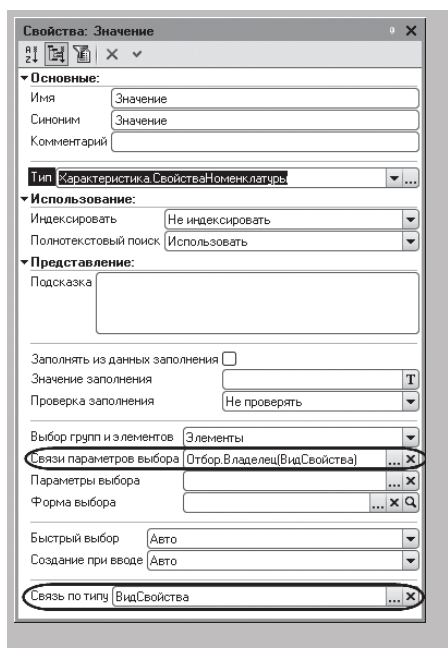 Свойства: Значение
Основные:
Имя Значение
Синоним Значение
Комментарий
Тип Характеристика.СвойстваНоменклатуры ...
Использование:
Индексировать Не индексировать
Полнотекстовый поиск Использовать
Представление:
Подсказка
Заполнять из данных заполнения
Значение заполнения T
Проверка заполнения Не проверять
Выбор групп и элементов Элементы
Связи параметров выбора Отбор.Владелец(ВидСвойства) ... ×
Параметры выбора ... ×
Форма выбора ... ×
Быстрый выбор Авто
Создание при вводе Авто
Связь по типу ВидСвойства ... ×